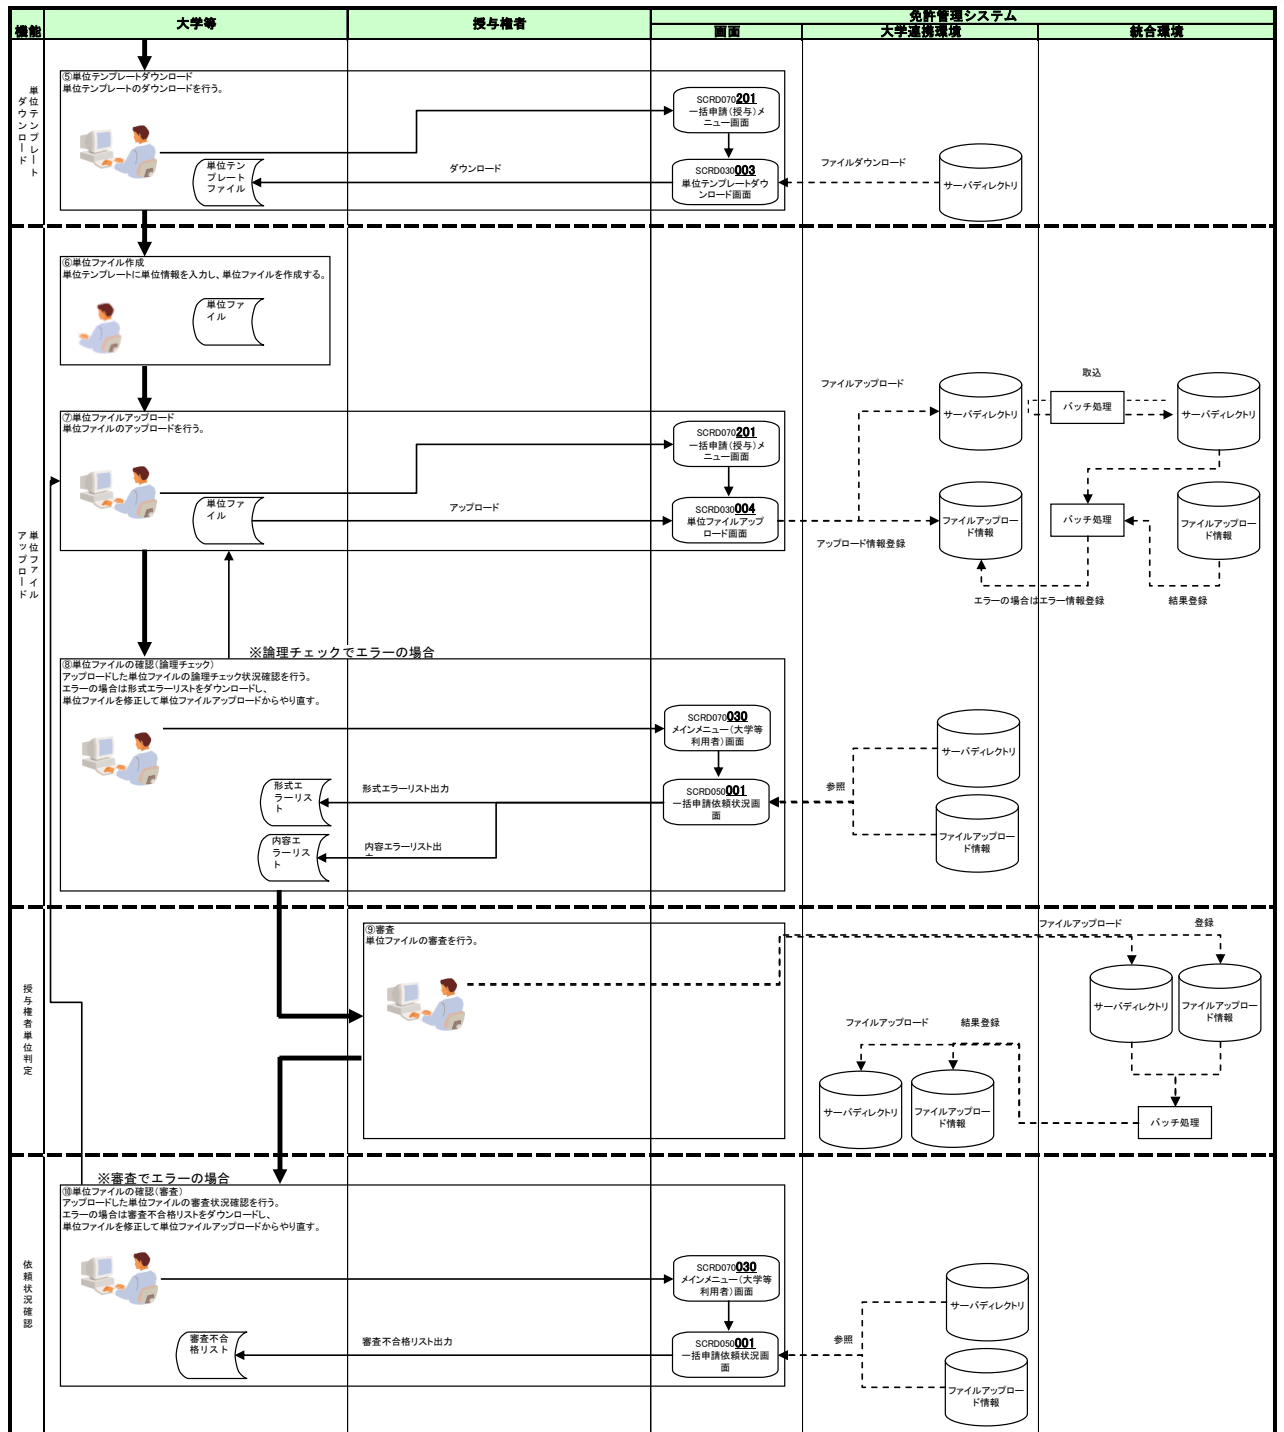 機能
大学等
授与権者
免許管理システム
画面
大学連携環境
統合環境
単位テンプレート
ダウンロード
⑤単位テンプレートダウンロード
単位テンプレートのダウンロードを行う。
SCRD070201
一括申請(授与)メ
ニュー画面
単位テン
プレート
ファイル
ダウンロード
SCRD030003
単位テンプレートダウ
ンロード画面
ファイルダウンロード
サーバディレクトリ
単位ファイル
アップロード
⑥単位ファイル作成
単位テンプレートに単位情報を入力し、単位ファイルを作成する。
単位ファ
イル
⑦単位ファイルアップロード
単位ファイルのアップロードを行う。
SCRD070201
一括申請(授与)メ
ニュー画面
単位ファ
イル
アップロード
SCRD030004
単位ファイルアップ
ロード画面
ファイルアップロード
サーバディレクトリ
取込
バッチ処理
サーバディレクトリ
アップロード情報登録
ファイルアップロー
ド情報
バッチ処理
ファイルアップロー
ド情報
エラーの場合はエラー情報登録
結果登録
※論理チェックでエラーの場合
⑧単位ファイルの確認(論理チェック)
アップロードした単位ファイルの論理チェック状況確認を行う。
エラーの場合は形式エラーリストをダウンロードし、
単位ファイルを修正して単位ファイルアップロードからやり直す。
SCRD070030
メインメニュー(大学等
利用者)画面
形式エ
ラーリス
ト
形式エラーリスト出力
SCRD050001
一括申請依頼状況画
面
内容エ
ラーリス
ト
内容エラーリスト出
参照
サーバディレクトリ
ファイルアップロー
ド情報
授与権者単位判定
⑨審査
単位ファイルの審査を行う。
ファイルアップロード
登録
サーバディレクトリ
ファイルアップロー
ド情報
ファイルアップロード
結果登録
サーバディレクトリ
ファイルアップロー
ド情報
バッチ処理
依頼状況確認
※審査でエラーの場合
⑩単位ファイルの確認(審査)
アップロードした単位ファイルの審査状況確認を行う。
エラーの場合は審査不合格リストをダウンロードし、
単位ファイルを修正して単位ファイルアップロードからやり直す。
SCRD070030
メインメニュー(大学等
利用者)画面
審査不合
格リスト
審査不合格リスト出力
SCRD050001
一括申請依頼状況画
面
参照
サーバディレクトリ
ファイルアップロー
ド情報